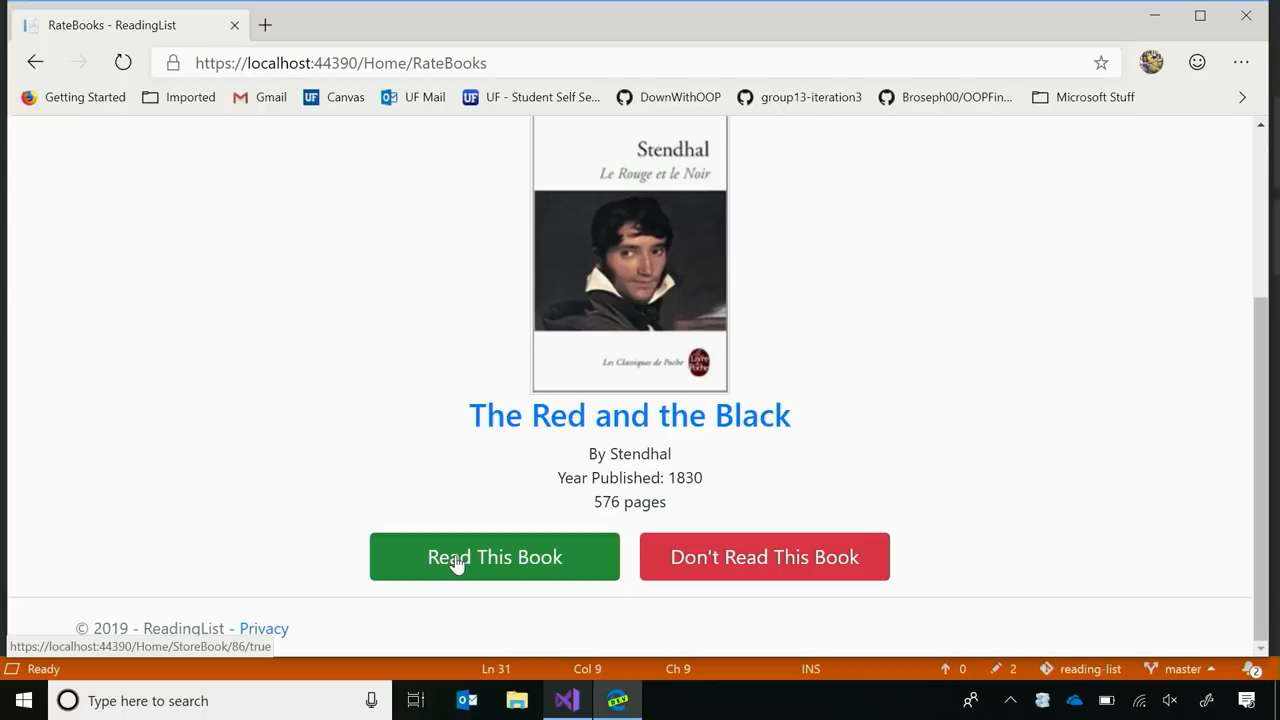 RateBooks - ReadingList
https://localhost:44390/Home/RateBooks
Getting Started
Imported
Gmail
UF Canvas
UF Mail
UF UF - Student Self Se...
DownWithOOP
group13-iteration3
Broseph00/OOPFin...
Microsoft Stuff
Stendhal
Le Rouge et le Noir
Les Classiques de Poche
The Red and the Black
By Stendhal
Year Published: 1830
576 pages
Read This Book
Don't Read This Book
© 2019 - ReadingList - Privacy
https://localhost:44390/Home/StoreBook/86/true
Ready
Ln 31
Col 9
Ch 9
INS
0
2
reading-list
master
2
Type here to search
DEV